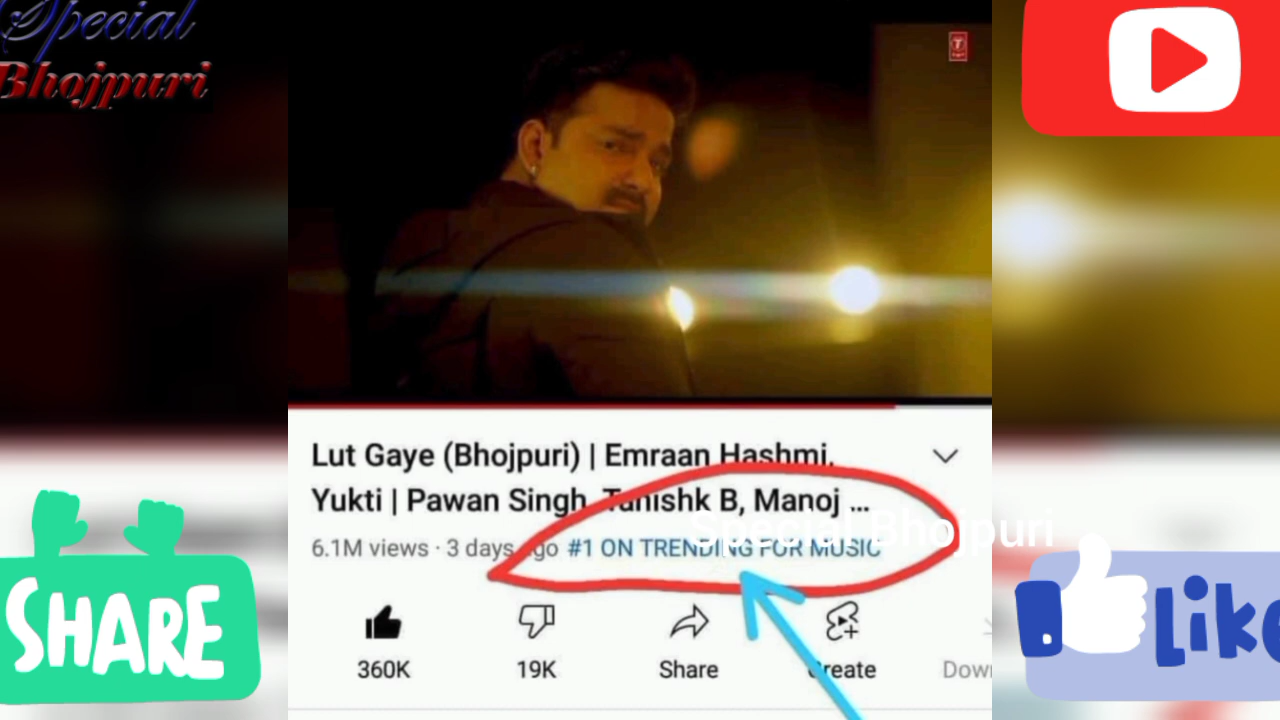 Special
Bhojpuri
Lut Gaye (Bhojpuri) | Emraan Hashmi,
Yukti | Pawan Singh, Tanishk B, Manoj ...
Special Bhojpuri
6.1M views · 3 days ago #1 ON TRENDING FOR MUSIC
360K
19K
Share
Create
Down
SHARE
Like